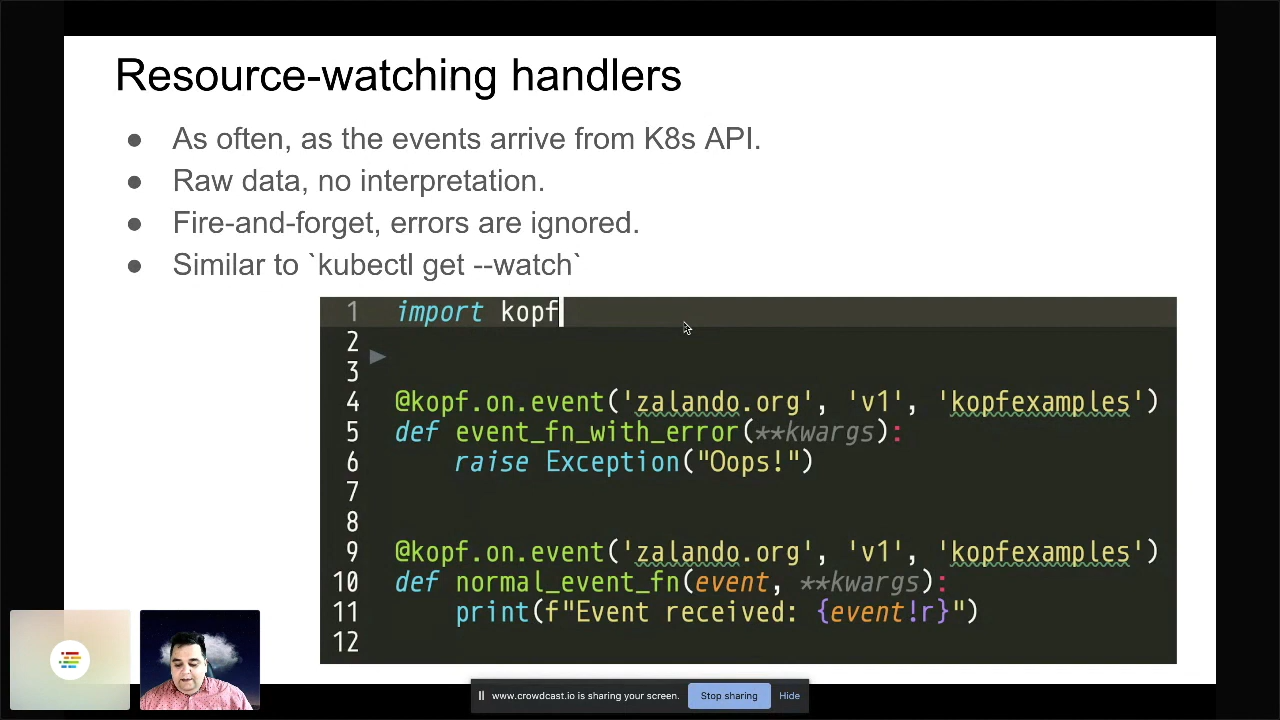 Resource-watching handlers
● As often, as the events arrive from K8s API.
● Raw data, no interpretation.
● Fire-and-forget, errors are ignored.
● Similar to `kubectl get --watch`
1 import kopf
2
3
4 @kopf.on.event('zalando.org', 'v1', 'kopfexamples')
5 def event_fn_with_error(**kwargs):
6     raise Exception("Oops!")
7
8
9 @kopf.on.event('zalando.org', 'v1', 'kopfexamples')
10 def normal_event_fn(event, **kwargs):
11     print(f"Event received: {event!r}")
12
www.crowdcast.io is sharing your screen. Stop sharing Hide